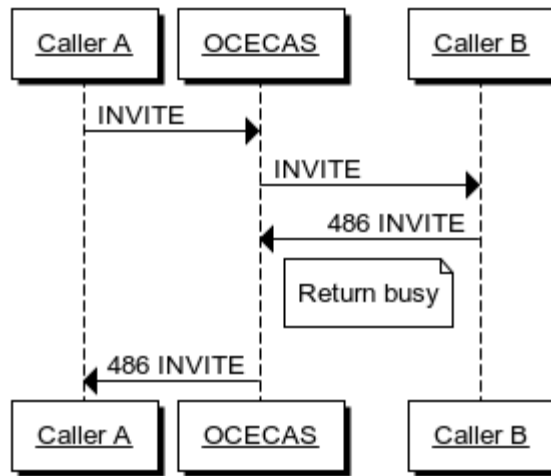 Caller A OCECAS Caller B
INVITE
INVITE
486 INVITE
Return busy
486 INVITE
Caller A OCECAS Caller B